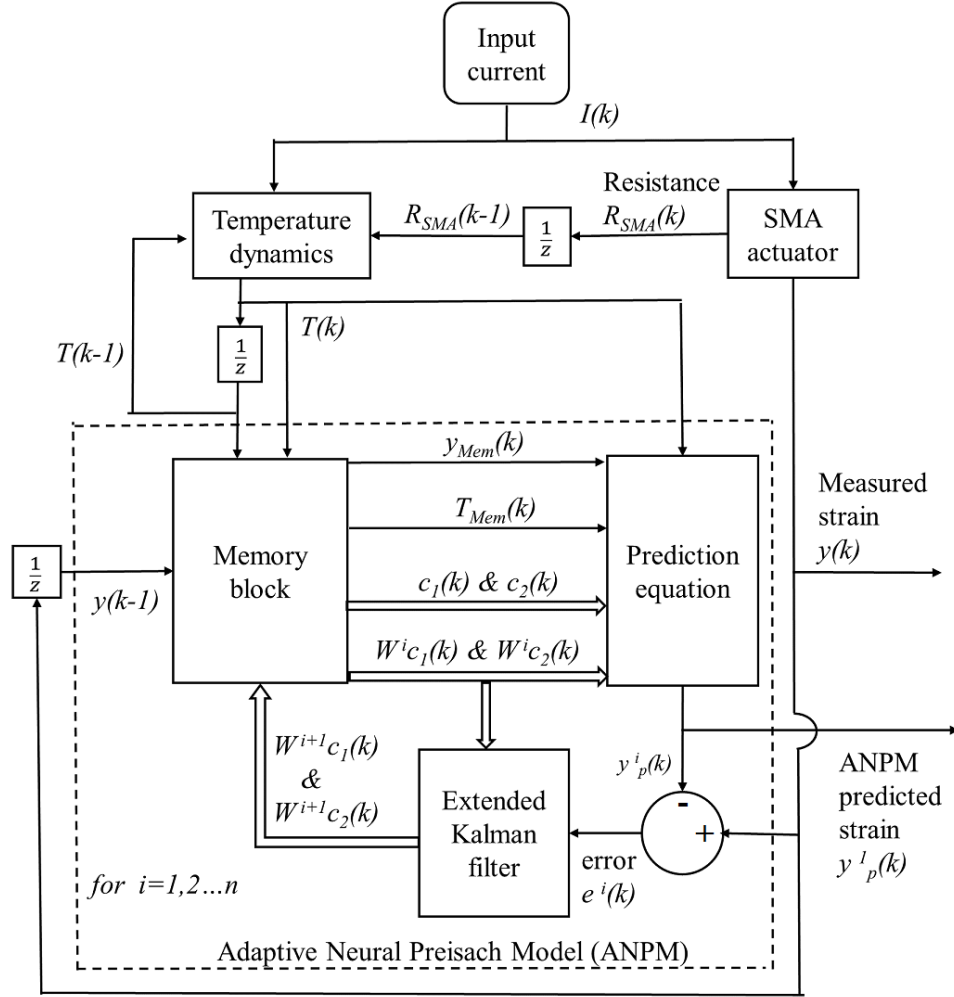 Input
current
I(k)
Temperature
dynamics
R_SMA(k-1)
1/z
Resistance
R_SMA(k)
SMA
actuator
T(k)
1/z
T(k-1)
y_Mem(k)
T_Mem(k)
c_1(k) & c_2(k)
W^i c_1(k) & W^i c_2(k)
Memory
block
Prediction
equation
1/z
y(k-1)
Measured
strain
y(k)
W^{i+1} c_1(k)
&
W^{i+1} c_2(k)
Extended
Kalman
filter
y^i_p(k)
-
+
error
e^i(k)
ANPM
predicted
strain
y^1_p(k)
for i=1,2...n
Adaptive Neural Preisach Model (ANPM)